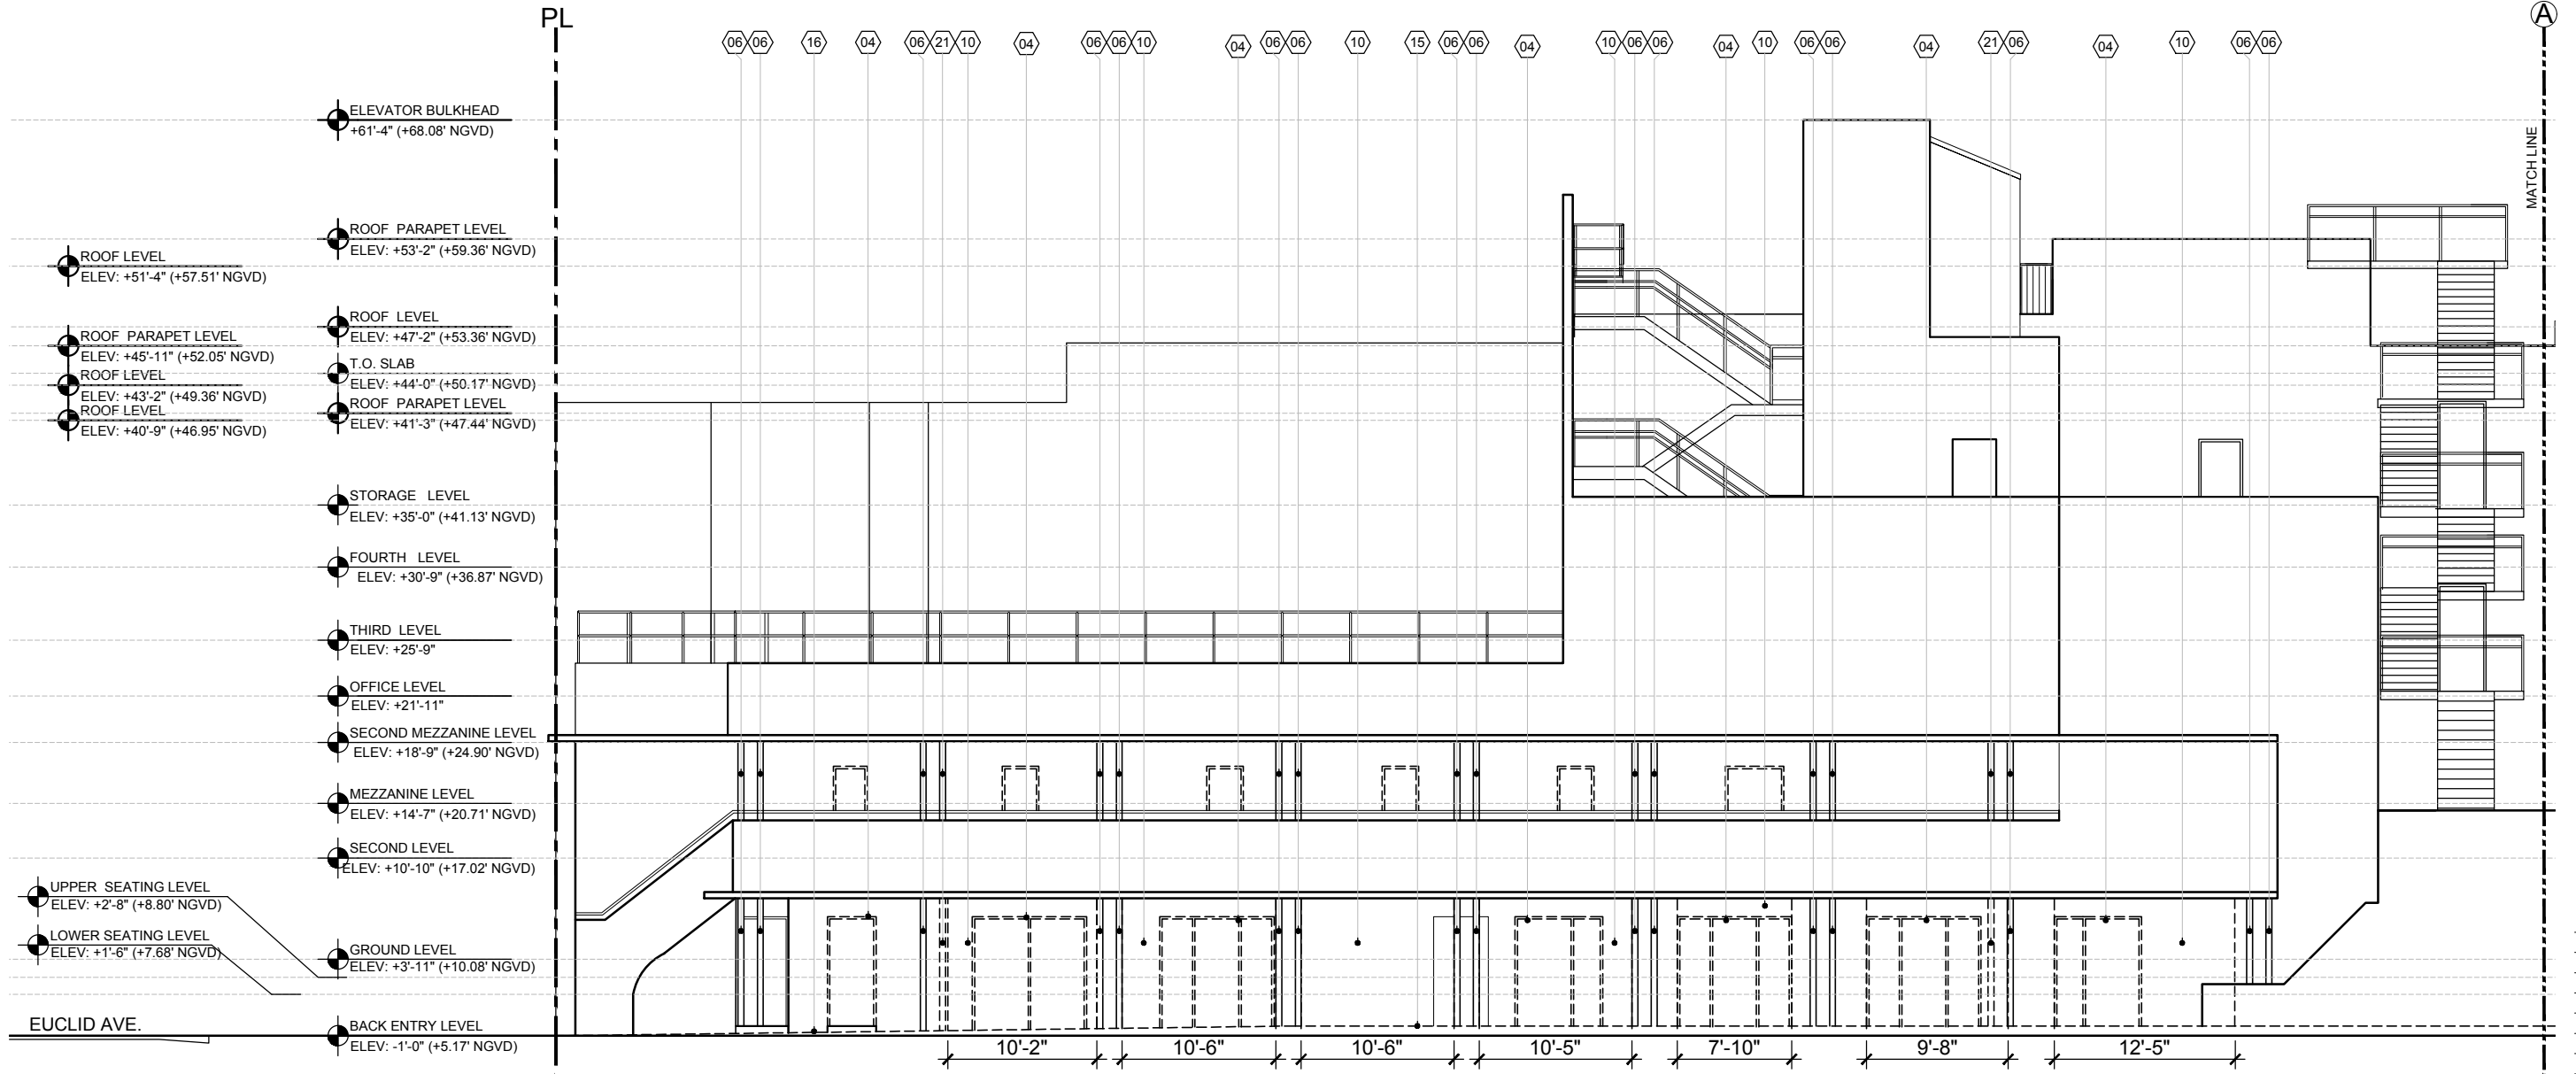 PL
A
06 06 16 04 06 21 10 04 06 06 10 04 06 06 10 15 06 06 04 10 06 06 04 10 06 06 04 21 06 04 10 06 06
MATCH LINE
ELEVATOR BULKHEAD
+61'-4" (+68.08' NGVD)
ROOF PARAPET LEVEL
ELEV: +53'-2" (+59.36' NGVD)
ROOF LEVEL
ELEV: +51'-4" (+57.51' NGVD)
ROOF LEVEL
ELEV: +47'-2" (+53.36' NGVD)
ROOF PARAPET LEVEL
ELEV: +45'-11" (+52.05' NGVD)
T.O. SLAB
ELEV: +44'-0" (+50.17' NGVD)
ROOF LEVEL
ELEV: +43'-2" (+49.36' NGVD)
ROOF PARAPET LEVEL
ELEV: +41'-3" (+47.44' NGVD)
ROOF LEVEL
ELEV: +40'-9" (+46.95' NGVD)
STORAGE LEVEL
ELEV: +35'-0" (+41.13' NGVD)
FOURTH LEVEL
ELEV: +30'-9" (+36.87' NGVD)
THIRD LEVEL
ELEV: +25'-9"
OFFICE LEVEL
ELEV: +21'-11"
SECOND MEZZANINE LEVEL
ELEV: +18'-9" (+24.90' NGVD)
MEZZANINE LEVEL
ELEV: +14'-7" (+20.71' NGVD)
SECOND LEVEL
ELEV: +10'-10" (+17.02' NGVD)
UPPER SEATING LEVEL
ELEV: +2'-8" (+8.80' NGVD)
LOWER SEATING LEVEL
ELEV: +1'-6" (+7.68' NGVD)
GROUND LEVEL
ELEV: +3'-11" (+10.08' NGVD)
EUCLID AVE.
BACK ENTRY LEVEL
ELEV: -1'-0" (+5.17' NGVD)
10'-2" 10'-6" 10'-6" 10'-5" 7'-10" 9'-8" 12'-5"